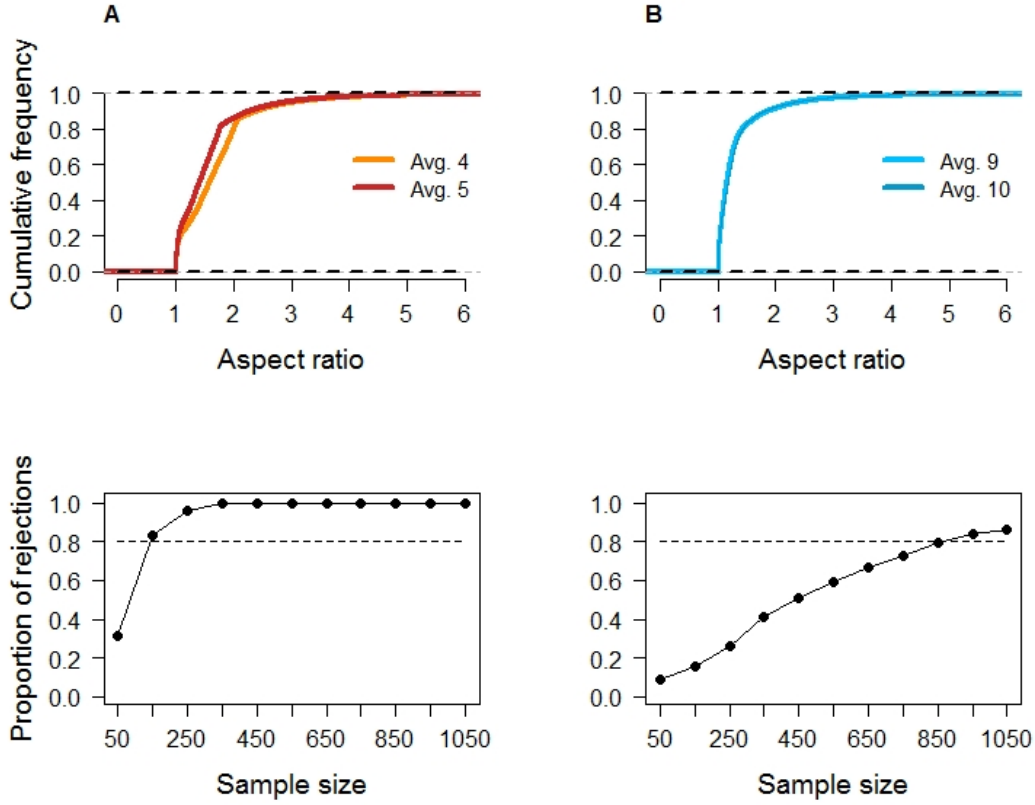 A
Cumulative frequency
1.0
0.8
0.6
0.4
0.2
0.0
Avg. 4
Avg. 5
0 1 2 3 4 5 6
Aspect ratio
B
1.0
0.8
0.6
0.4
0.2
0.0
Avg. 9
Avg. 10
0 1 2 3 4 5 6
Aspect ratio
Proportion of rejections
1.0
0.8
0.6
0.4
0.2
0.0
50 250 450 650 850 1050
Sample size
1.0
0.8
0.6
0.4
0.2
0.0
50 250 450 650 850 1050
Sample size